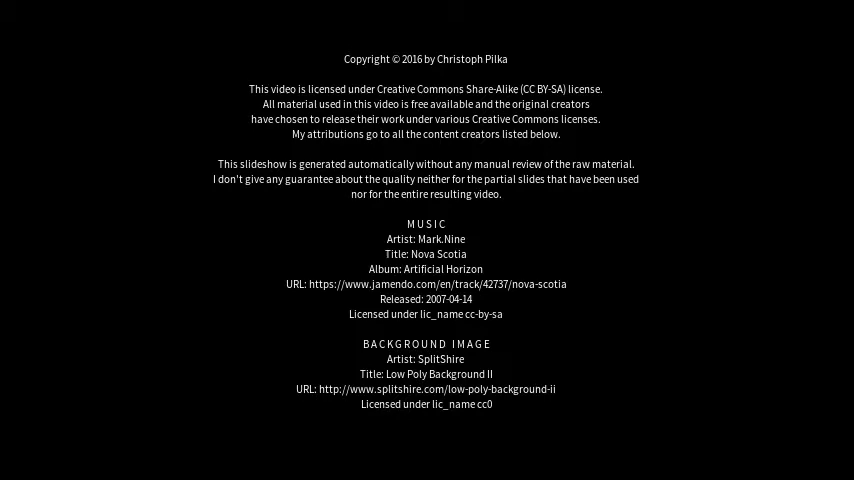 Copyright © 2016 by Christoph Pilka
This video is licensed under Creative Commons Share-Alike (CC BY-SA) license.
All material used in this video is free available and the original creators
have chosen to release their work under various Creative Commons licenses.
My attributions go to all the content creators listed below.
This slideshow is generated automatically without any manual review of the raw material.
I don't give any guarantee about the quality neither for the partial slides that have been used
nor for the entire resulting video.
MUSIC
Artist: Mark.Nine
Title: Nova Scotia
Album: Artificial Horizon
URL: https://www.jamendo.com/en/track/42737/nova-scotia
Released: 2007-04-14
Licensed under lic_name cc-by-sa
BACKGROUND IMAGE
Artist: SplitShire
Title: Low Poly Background II
URL: http://www.splitshire.com/low-poly-background-ii
Licensed under lic_name cc0